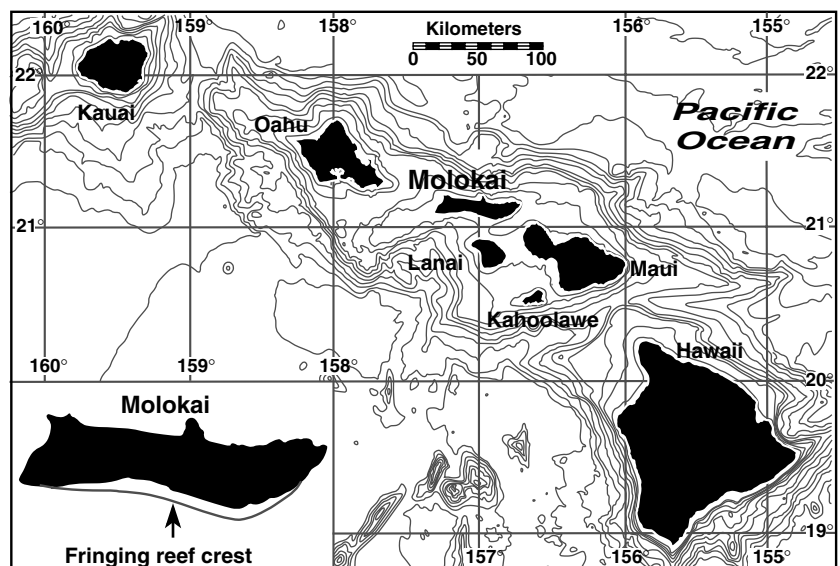 160° 159° 158° Kilometers 156° 155°
0 50 100
22° 22°
Kauai
Pacific
Ocean
Oahu
Molokai
21° 21°
Lanai
Maui
Kahoolawe
Hawaii
160° 159° 158°
20° 20°
Molokai
19°
Fringing reef crest
157° 156° 155°